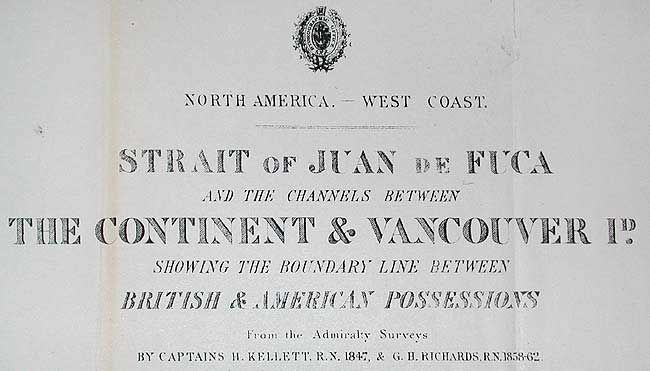 NORTH AMERICA. — WEST COAST.
STRAIT OF JUAN DE FUCA
AND THE CHANNELS BETWEEN
THE CONTINENT & VANCOUVER ID.
SHOWING THE BOUNDARY LINE BETWEEN
BRITISH & AMERICAN POSSESSIONS
From the Admiralty Surveys
BY CAPTAINS H. KELLETT, R.N. 1847, & G. H. RICHARDS, R.N. 1858-62.